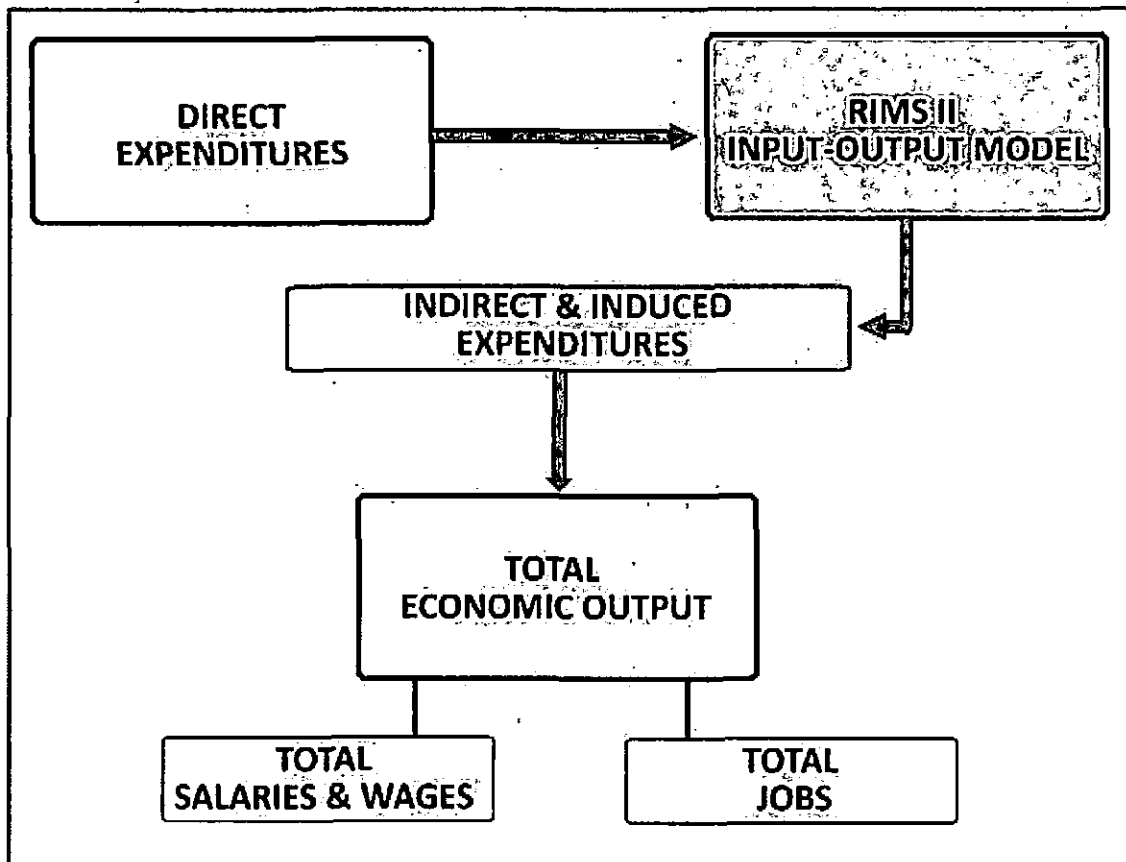 DIRECT
EXPENDITURES
RIMS II
INPUT-OUTPUT MODEL
INDIRECT & INDUCED
EXPENDITURES
TOTAL
ECONOMIC OUTPUT
TOTAL
SALARIES & WAGES
TOTAL
JOBS